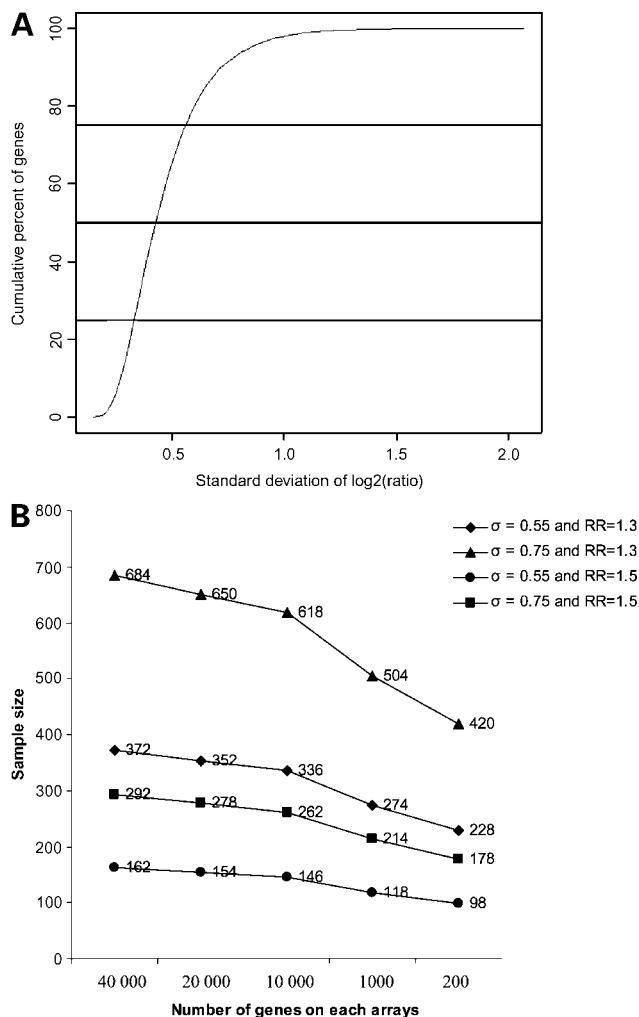 A
100
80
60
40
20
0
Cumulative percent of genes
0.5 1.0 1.5 2.0
Standard deviation of log2(ratio)
B
800
700
600
500
400
300
200
100
0
Sample size
σ = 0.55 and RR=1.3
σ = 0.75 and RR=1.3
σ = 0.55 and RR=1.5
σ = 0.75 and RR=1.5
684 650 618 504 420
372 352 336 274 228
292 278 262 214 178
162 154 146 118 98
40 000 20 000 10 000 1000 200
Number of genes on each arrays